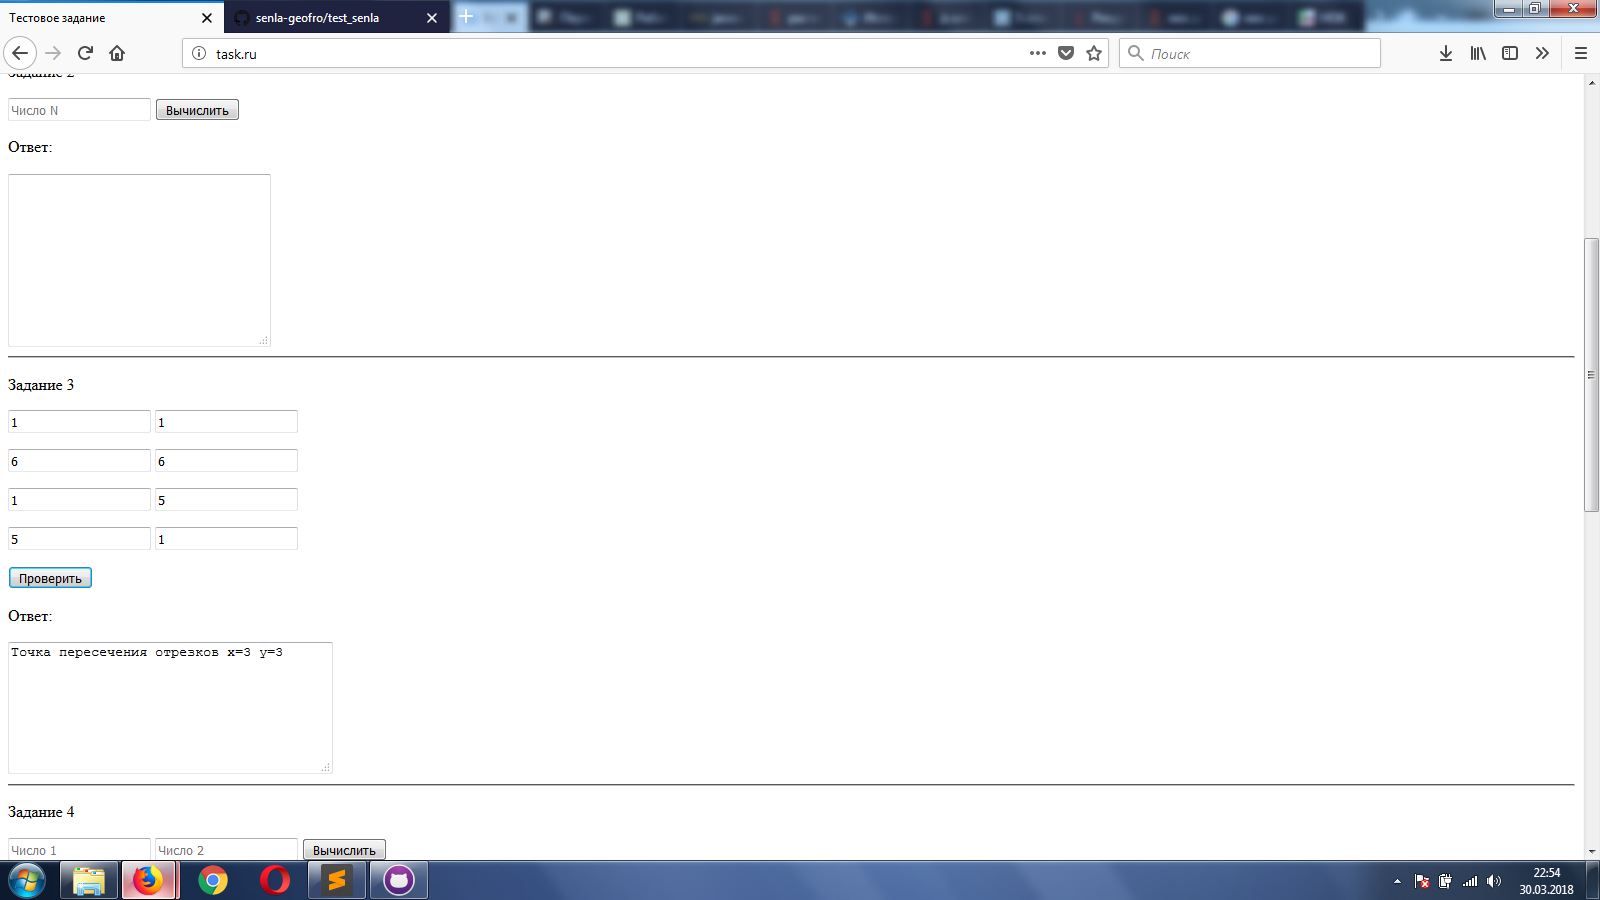 Тестовое задание
senla-geofro/test_senla
task.ru
Поиск
Задание 2
Число N Вычислить
Ответ:
Задание 3
1 1
6 6
1 5
5 1
Проверить
Ответ:
Точка пересечения отрезков x=3 y=3
Задание 4
Число 1 Число 2 Вычислить
22:54
30.03.2018